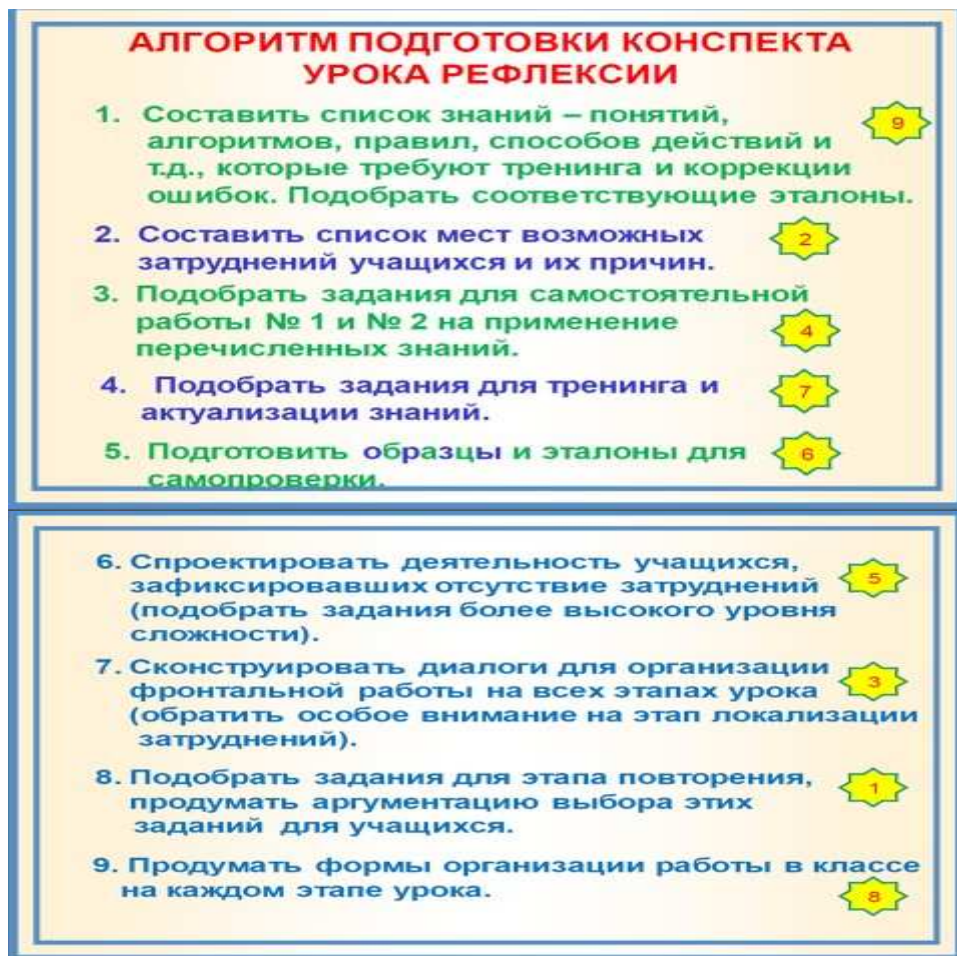 АЛГОРИТМ ПОДГОТОВКИ КОНСПЕКТА
УРОКА РЕФЛЕКСИИ
1. Составить список знаний – понятий,
9
алгоритмов, правил, способов действий и
т.д., которые требуют тренинга и коррекции
ошибок. Подобрать соответствующие эталоны.
2. Составить список мест возможных
2
затруднений учащихся и их причин.
3. Подобрать задания для самостоятельной
работы № 1 и № 2 на применение
4
перечисленных знаний.
4. Подобрать задания для тренинга и
7
актуализации знаний.
5. Подготовить образцы и эталоны для
6
самопроверки.
6. Спроектировать деятельность учащихся,
5
зафиксировавших отсутствие затруднений
(подобрать задания более высокого уровня
сложности).
7. Сконструировать диалоги для организации
3
фронтальной работы на всех этапах урока
(обратить особое внимание на этап локализации
затруднений).
8. Подобрать задания для этапа повторения,
1
продумать аргументацию выбора этих
заданий для учащихся.
9. Продумать формы организации работы в классе
на каждом этапе урока.
8